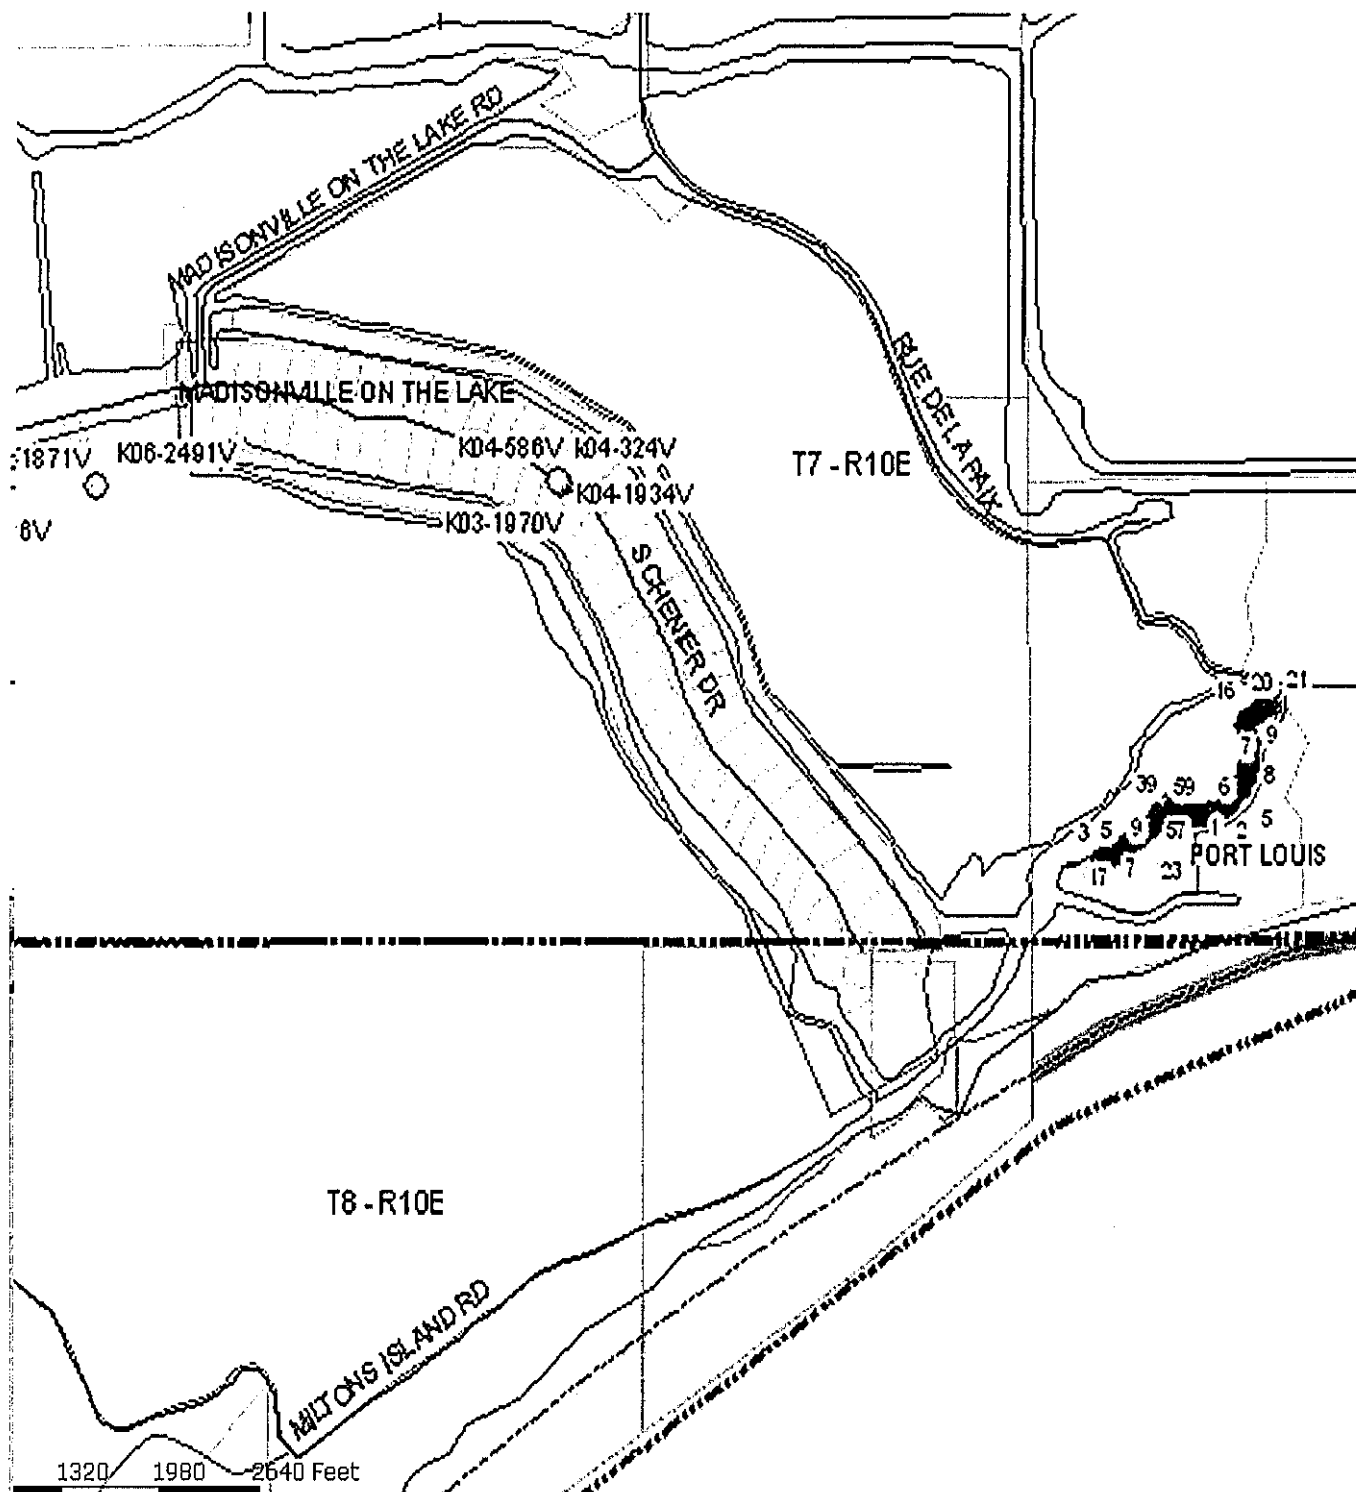 MADISONVILLE ON THE LAKE RD
RUE DE LA PAIX
MADISONVILLE ON THE LAKE
K04-586V K04-324V
1871V K06-2491V
T7 - R10E
K04-1934V
K03-1970V
6V
S CHENIER DR
16 20 21
7 9
39 59 6 8
3 5 9 57 1 2 5
PORT LOUIS
17 7 23
T8 - R10E
MILTONS ISLAND RD
1320 1980 2640 Feet